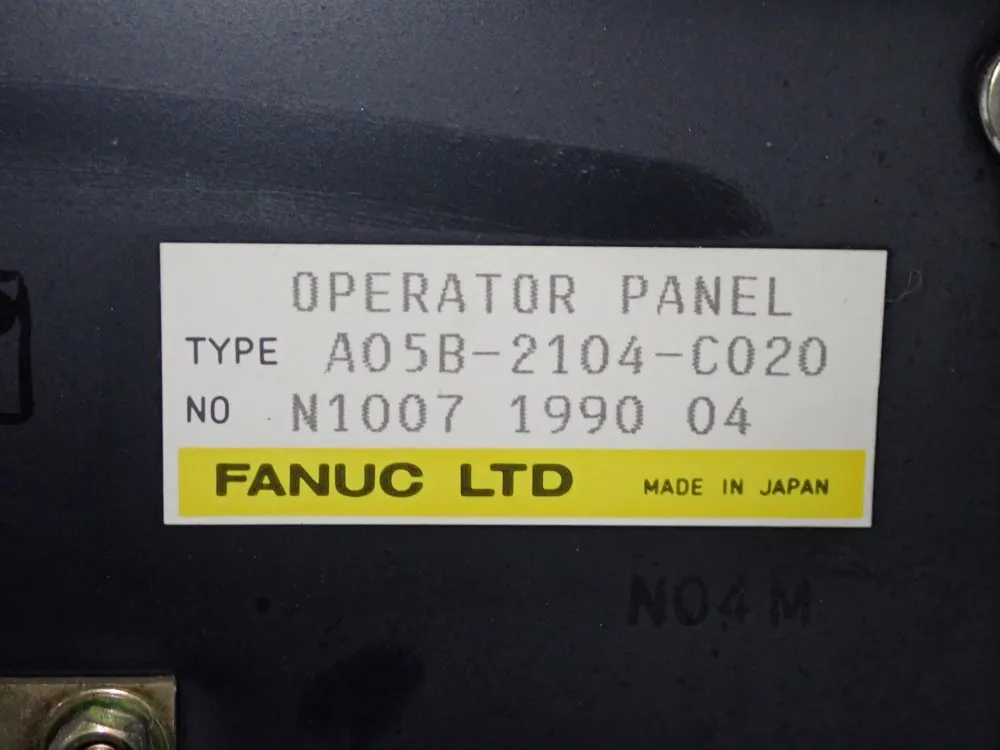 OPERATOR PANEL
TYPE A05B-2104-C020
NO N1007 1990 04
FANUC LTD MADE IN JAPAN
N04M